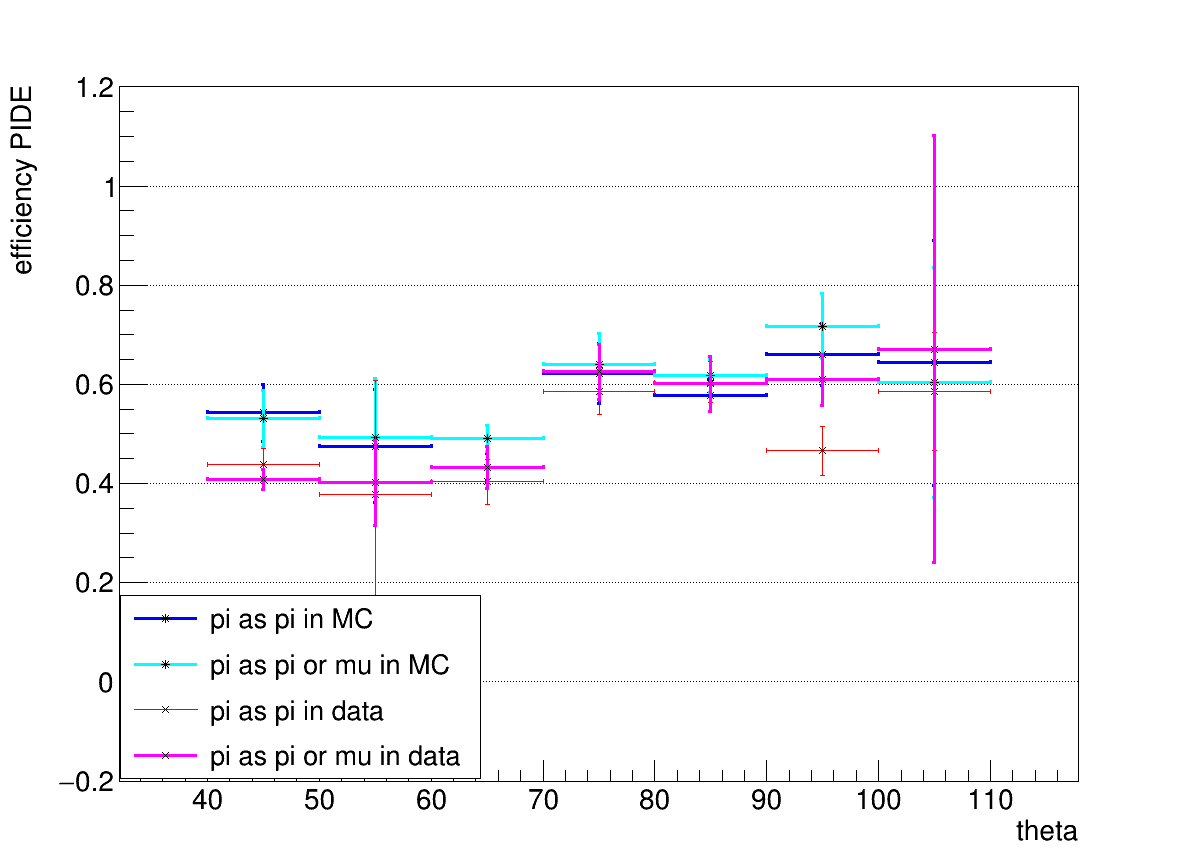 efficiency PIDE
1.2
1
0.8
0.6
0.4
0.2
0
−0.2
pi as pi in MC
pi as pi or mu in MC
pi as pi in data
pi as pi or mu in data
40 50 60 70 80 90 100 110
theta